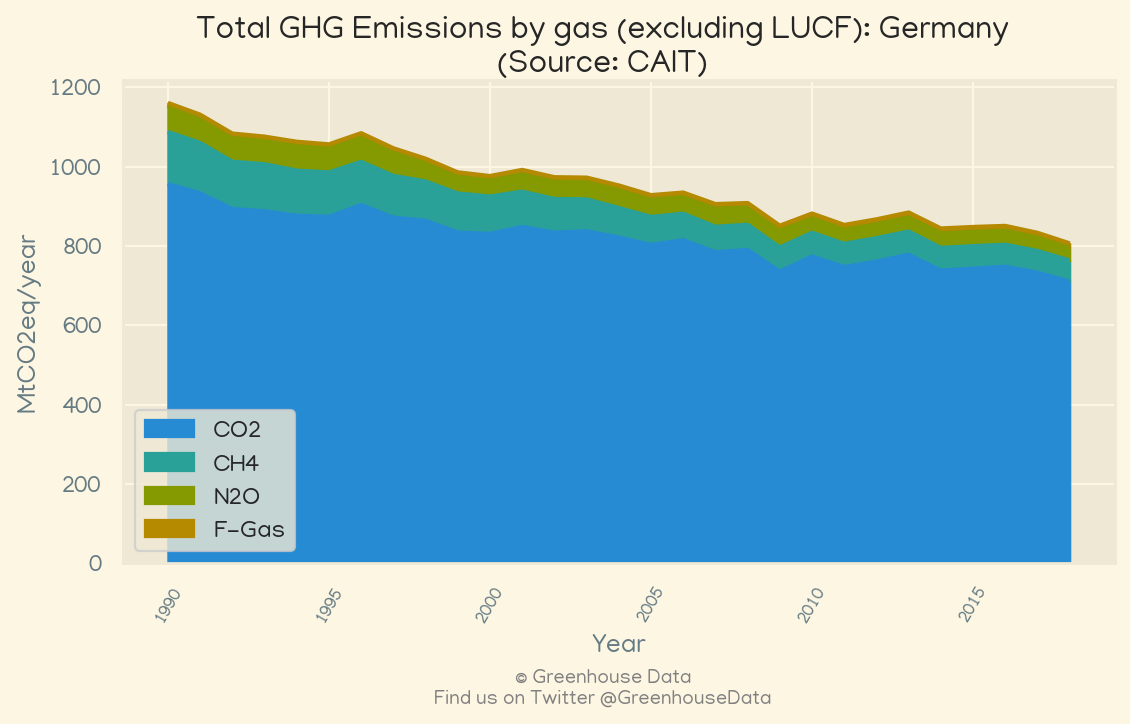 Total GHG Emissions by gas (excluding LUCF): Germany
(Source: CAIT)
MtCO2eq/year
1200
1000
800
600
400
200
0
CO2
CH4
N2O
F-Gas
1990
1995
2000
2005
2010
2015
Year
© Greenhouse Data
Find us on Twitter @GreenhouseData